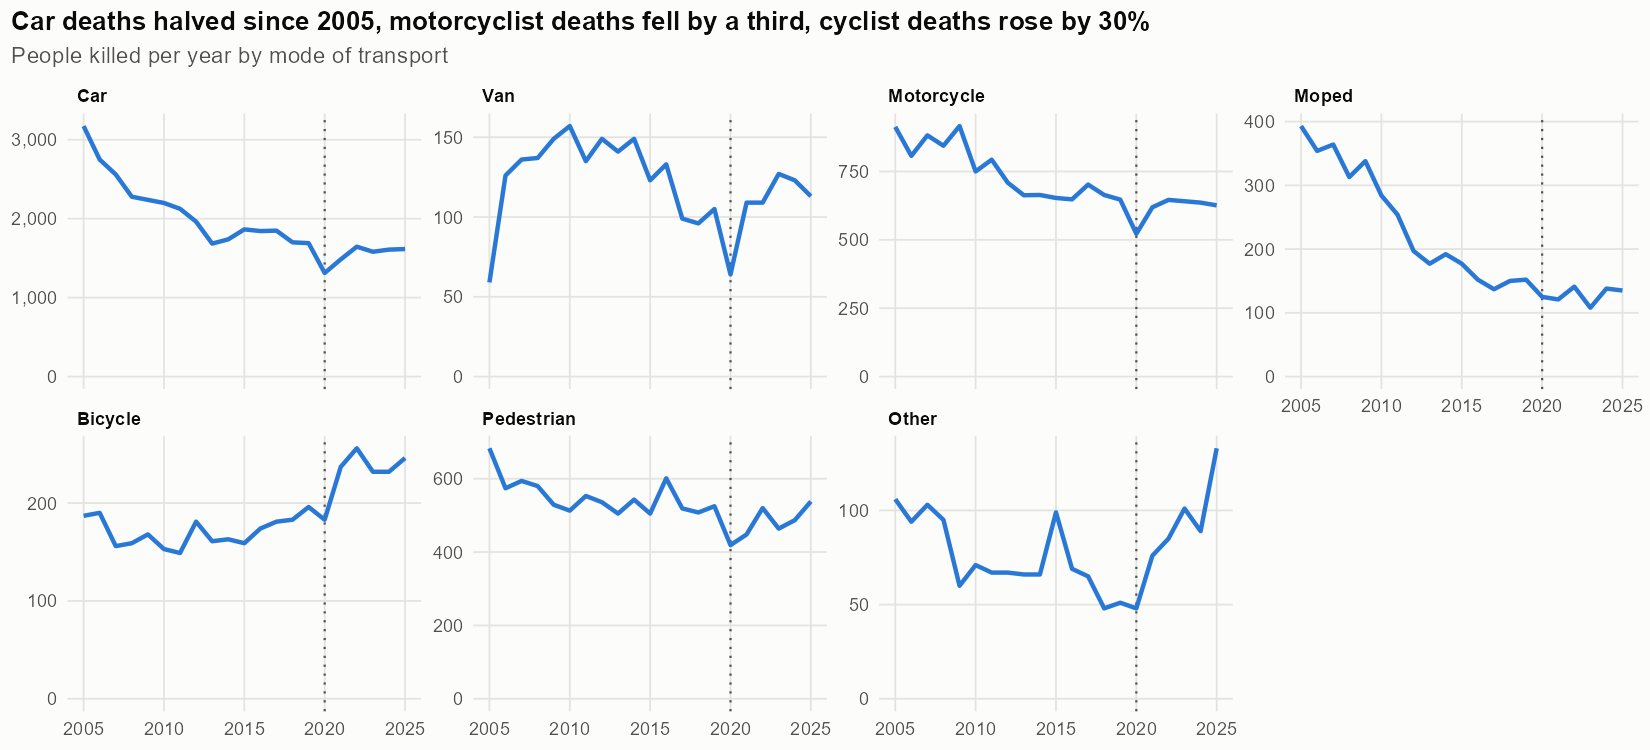 Car deaths halved since 2005, motorcyclist deaths fell by a third, cyclist deaths rose by 30%
People killed per year by mode of transport
Car
3,000
2,000
1,000
0
Van
150
100
50
0
Motorcycle
750
500
250
0
Moped
400
300
200
100
0
2005 2010 2015 2020 2025
Bicycle
200
100
0
2005 2010 2015 2020 2025
Pedestrian
600
400
200
0
2005 2010 2015 2020 2025
Other
100
50
0
2005 2010 2015 2020 2025